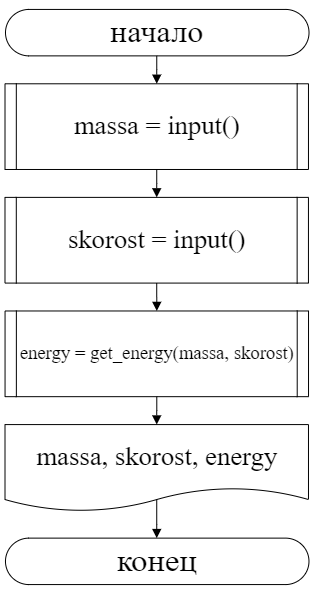 начало
massa = input()
skorost = input()
energy = get_energy(massa, skorost)
massa, skorost, energy
конец